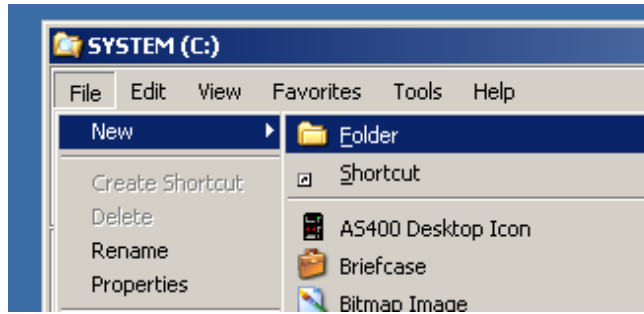 SYSTEM (C:)
File Edit View Favorites Tools Help
New
Folder
Create Shortcut
Shortcut
Delete
AS400 Desktop Icon
Rename
Briefcase
Properties
Bitmap Image